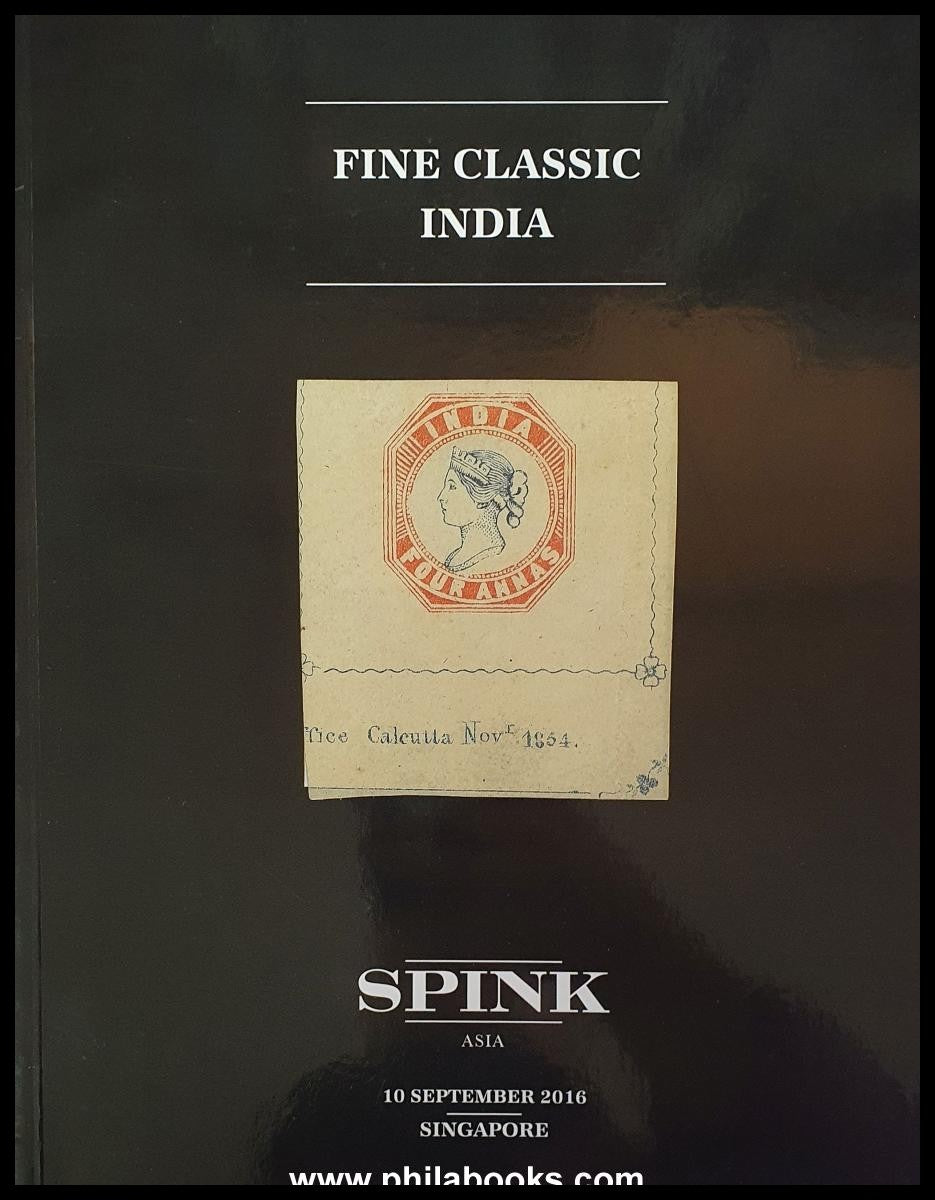 FINE CLASSIC
INDIA
INDIA
FOUR ANNAS
fice Calcutta Novr. 1854.
SPINK
ASIA
10 SEPTEMBER 2016
SINGAPORE
www.philabooks.com